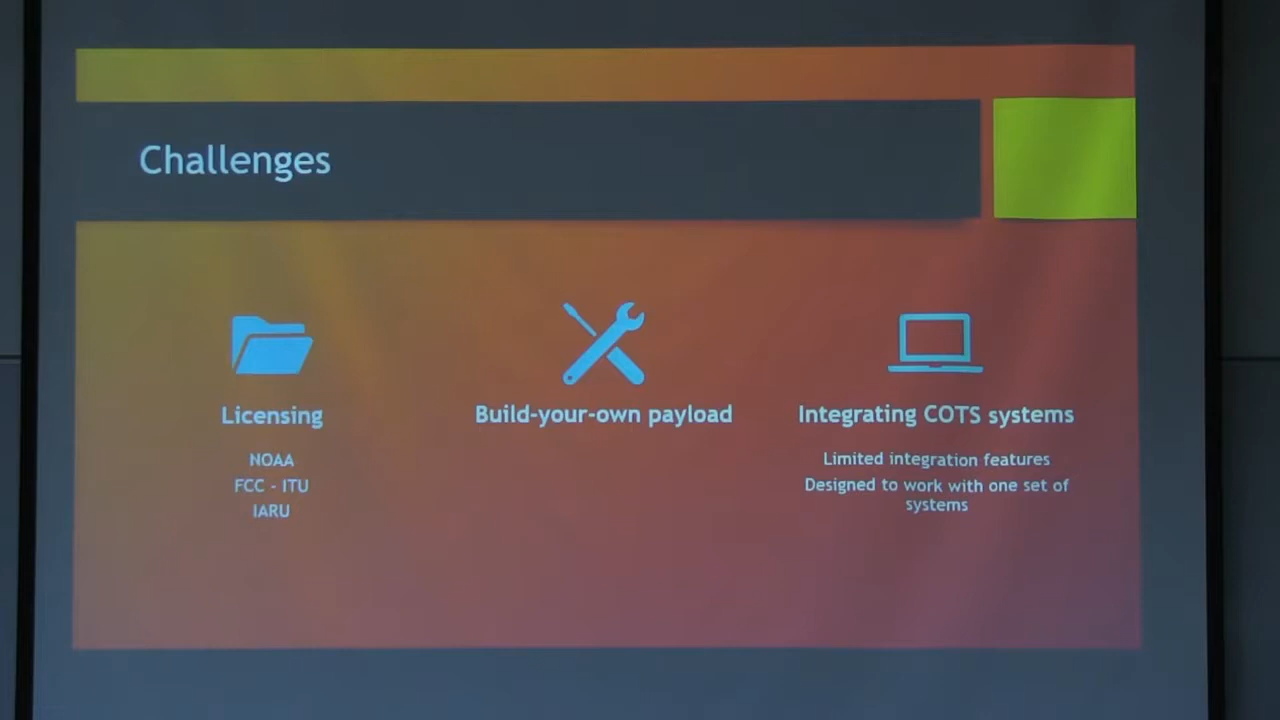 Challenges
Licensing
NOAA
FCC - ITU
IARU
Build-your-own payload
Integrating COTS systems
Limited integration features
Designed to work with one set of
systems